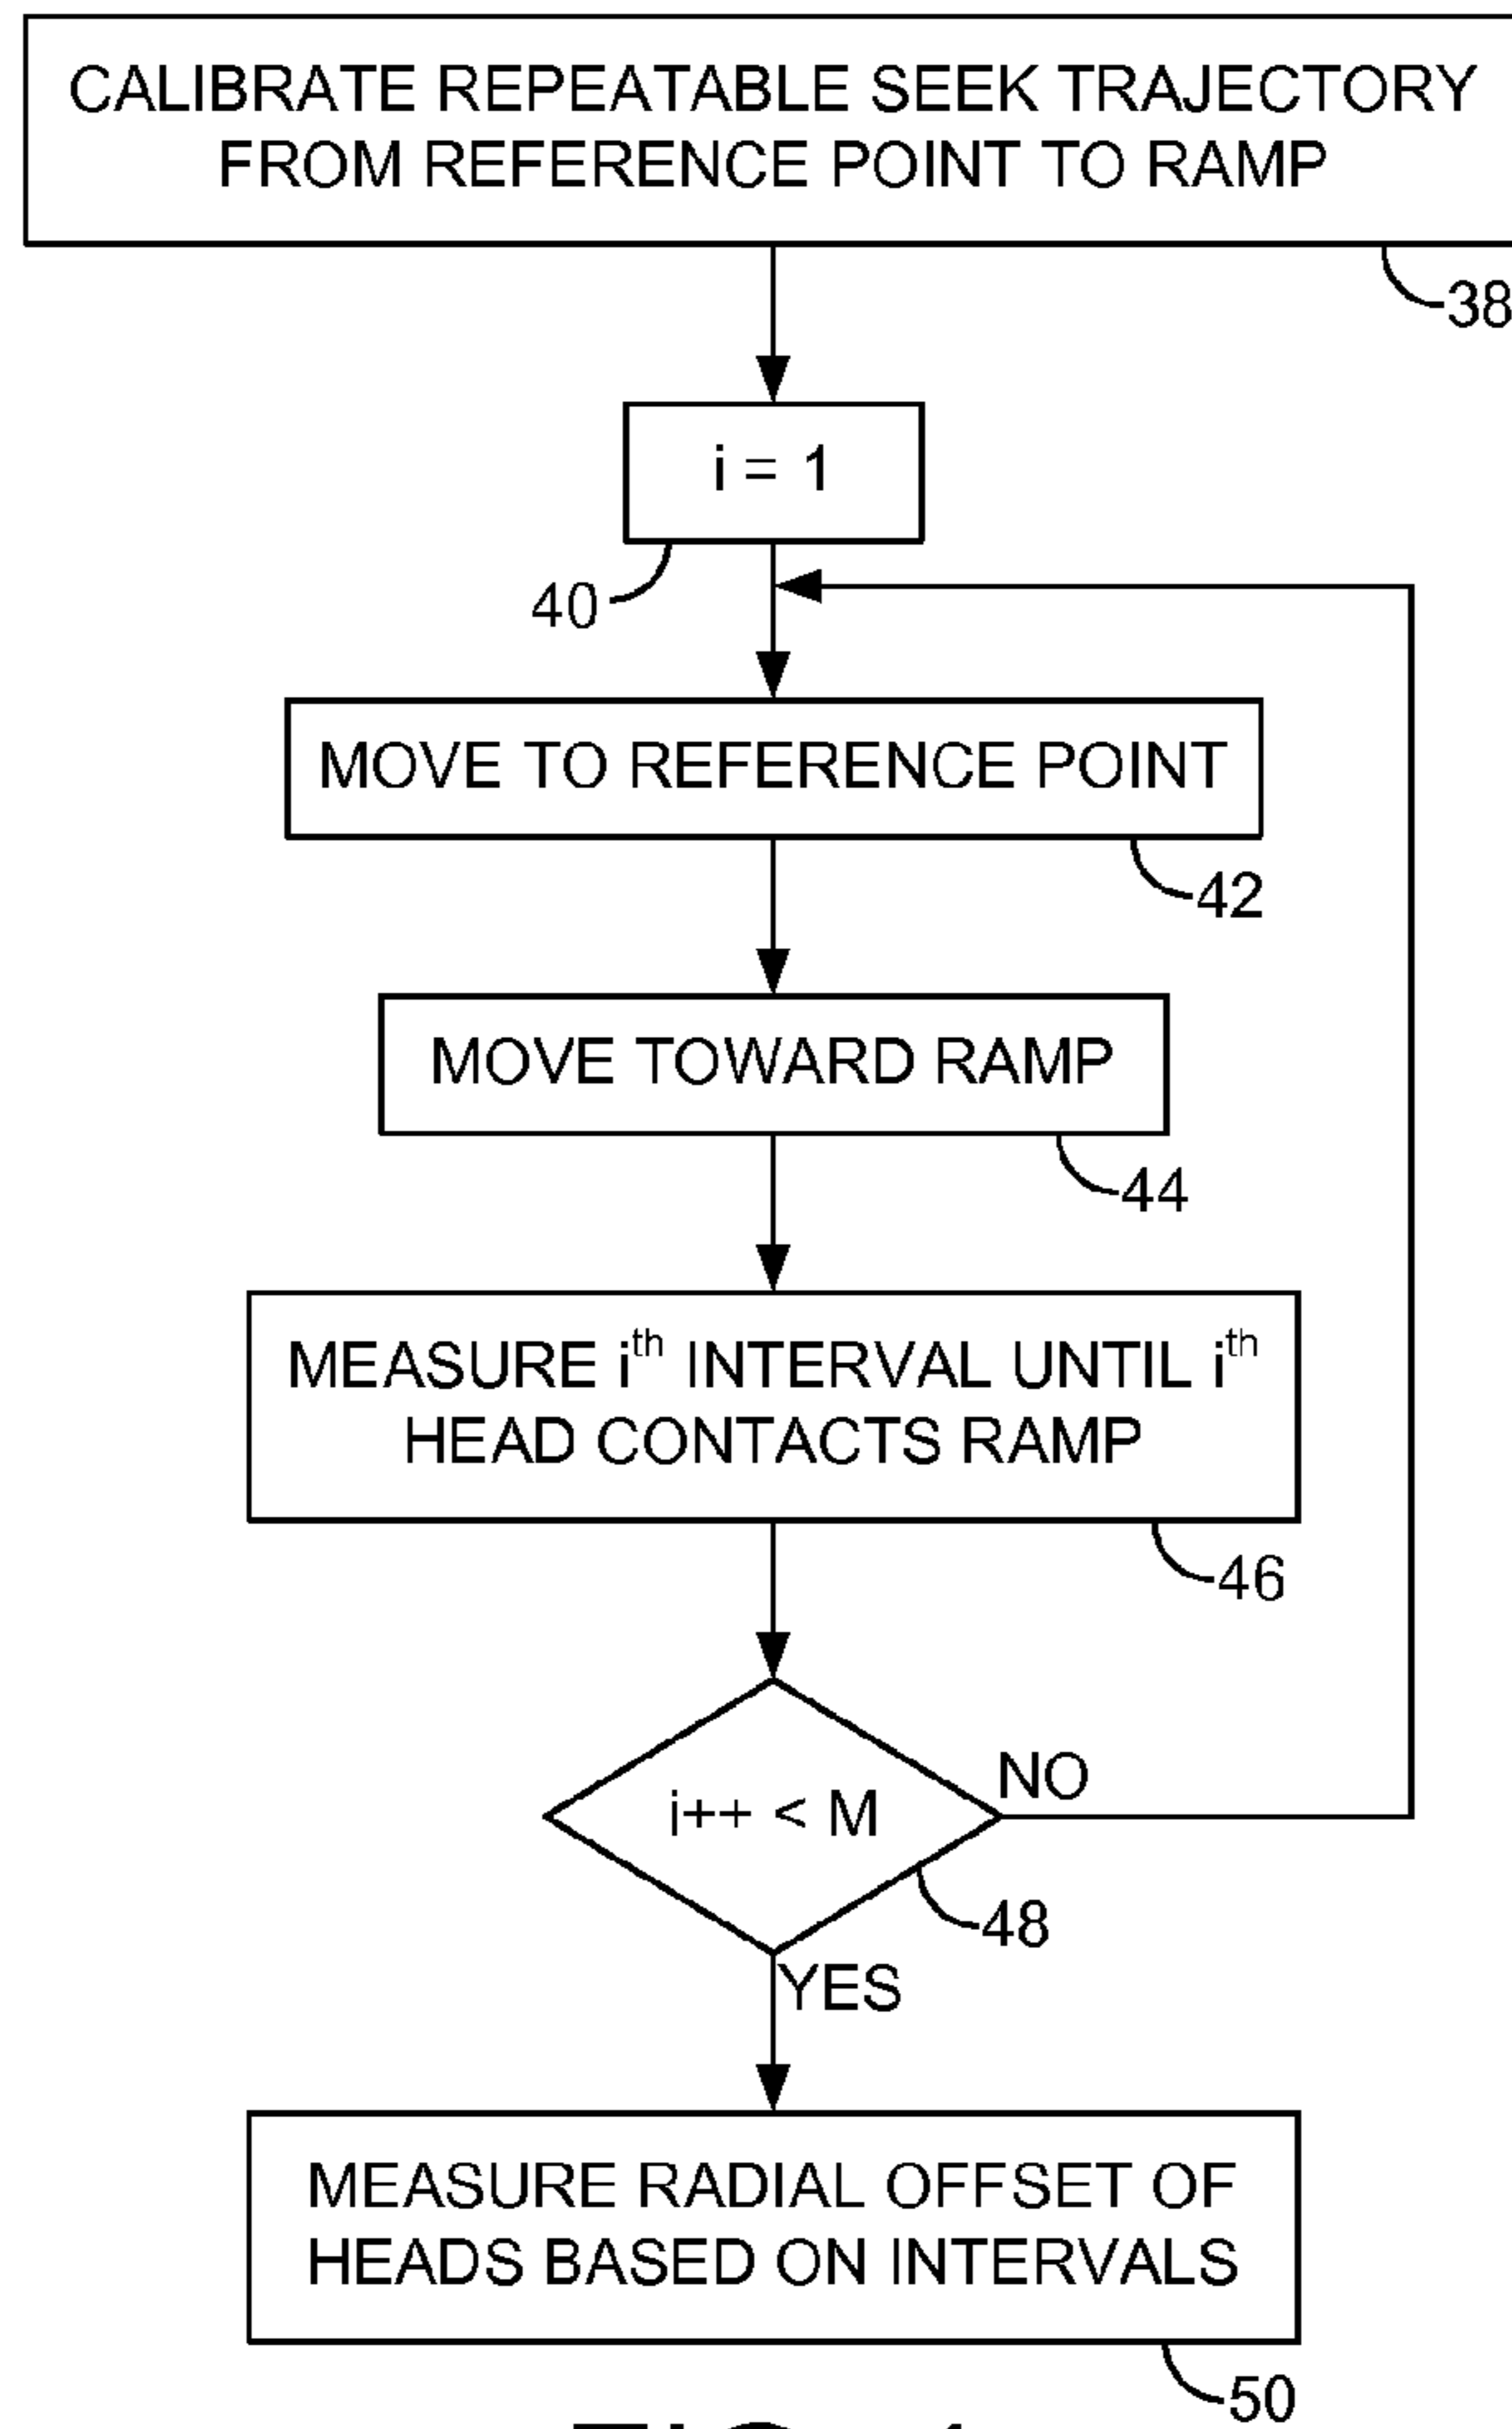 CALIBRATE REPEATABLE SEEK TRAJECTORY
FROM REFERENCE POINT TO RAMP
38
i = 1
40
MOVE TO REFERENCE POINT
42
MOVE TOWARD RAMP
44
MEASURE ith INTERVAL UNTIL ith
HEAD CONTACTS RAMP
46
i++ < M
NO
48
YES
MEASURE RADIAL OFFSET OF
HEADS BASED ON INTERVALS
50